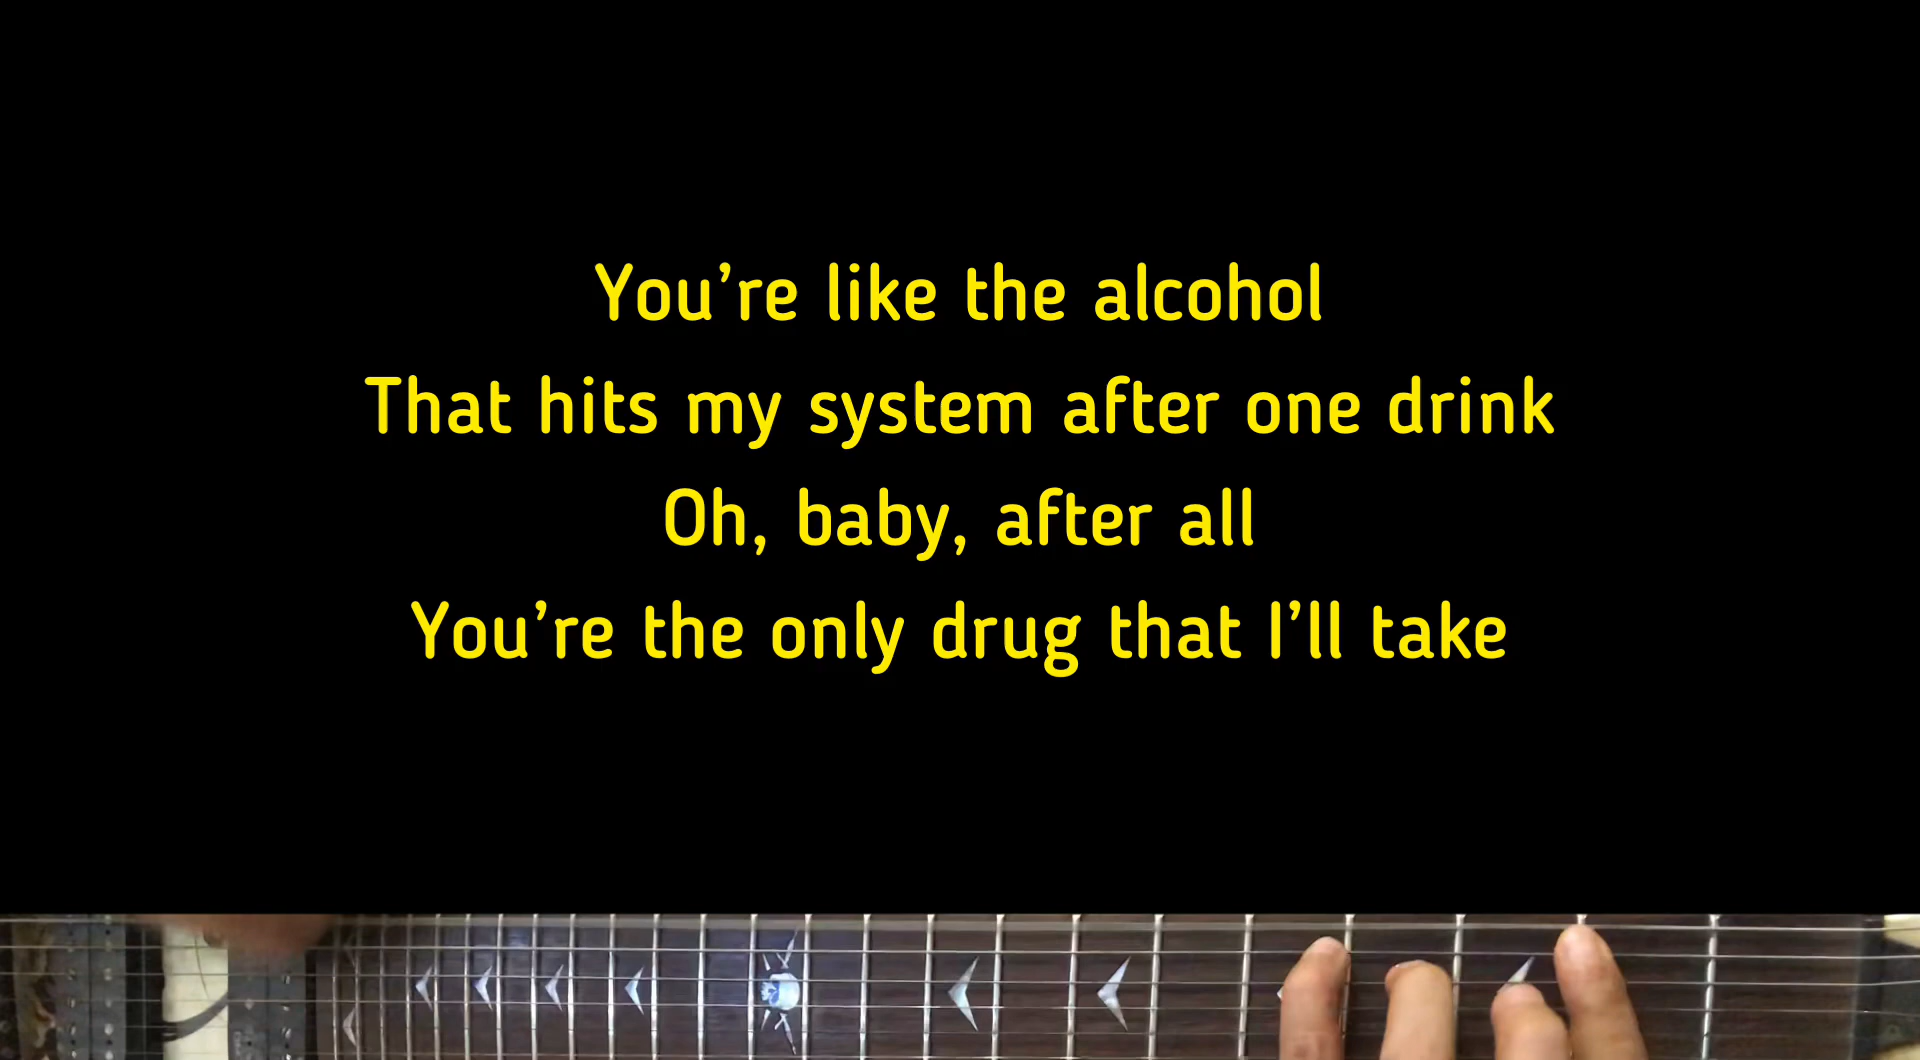 You’re like the alcohol
That hits my system after one drink
Oh, baby, after all
You’re the only drug that I’ll take